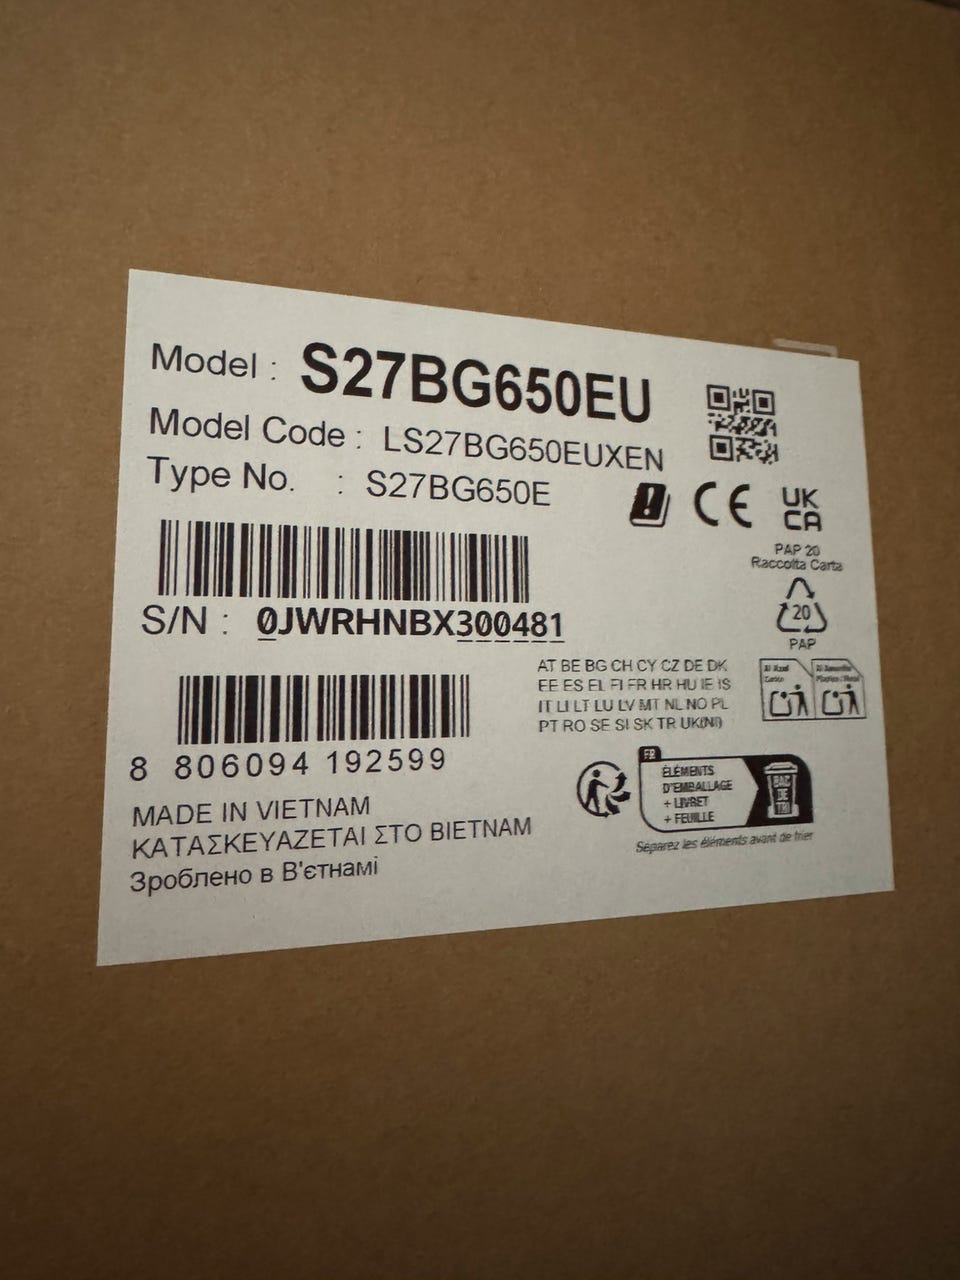 Model : S27BG650EU
Model Code : LS27BG650EUXEN
Type No. : S27BG650E
UK
CA
PAP 20
Raccolta Carta
20
PAP
S/N : 0JWRHNBX300481
AT BE BG CH CY CZ DE DK
EE ES EL FI FR HR HU IE IS
IT LI LT LU LV MT NL NO PL
PT RO SE SI SK TR UK(NI)
8 806094 192599
MADE IN VIETNAM
ΚΑΤΑΣΚΕΥΑΖΕΤΑΙ ΣΤΟ ΒΙΕΤΝΑΜ
Зроблено в В'єтнамі
FR
ÉLÉMENTS
D'EMBALLAGE
+ LIVRET
+ FEUILLE
BAC
DE
TRI
Séparez les éléments avant de trier